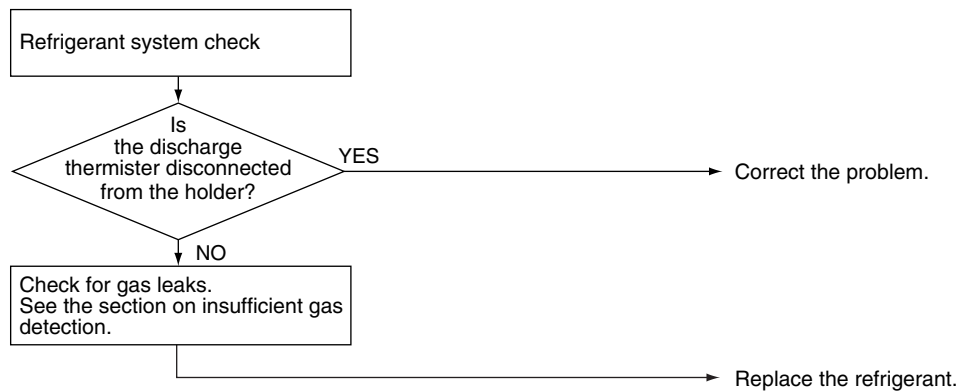 Refrigerant system check
Is
the discharge
thermister disconnected
from the holder?
YES
Correct the problem.
NO
Check for gas leaks.
See the section on insufficient gas
detection.
Replace the refrigerant.